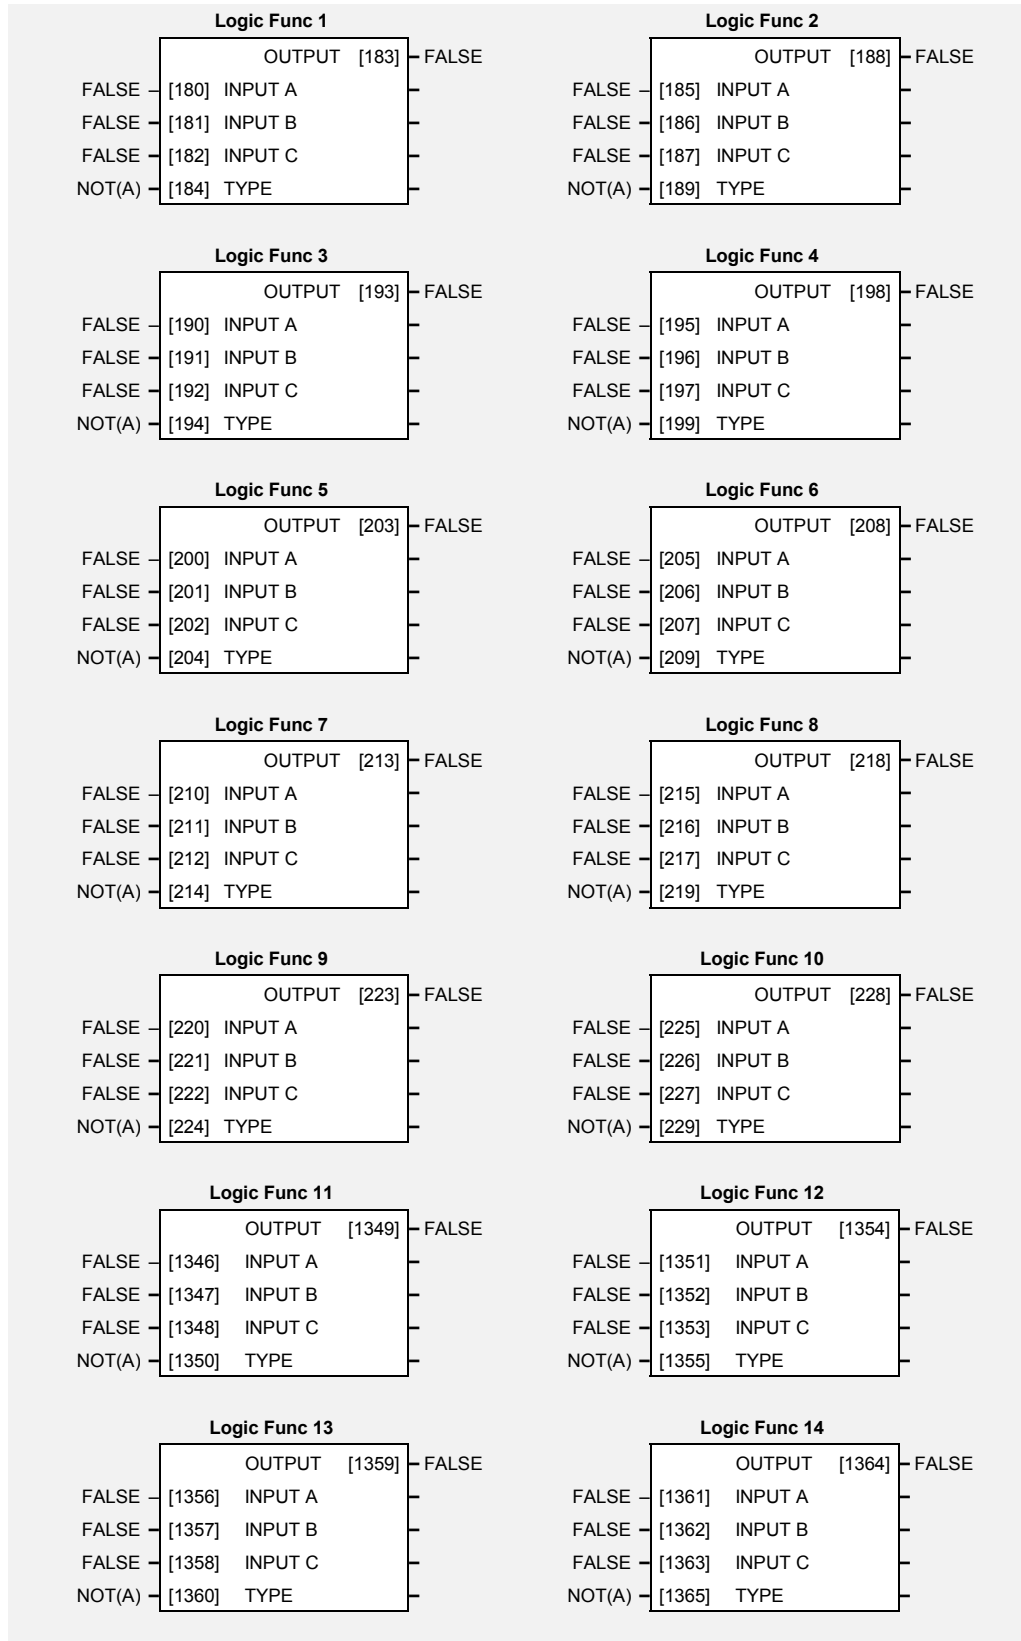 Logic Func 1
OUTPUT [183] FALSE
FALSE [180] INPUT A
FALSE [181] INPUT B
FALSE [182] INPUT C
NOT(A) [184] TYPE
Logic Func 2
OUTPUT [188] FALSE
FALSE [185] INPUT A
FALSE [186] INPUT B
FALSE [187] INPUT C
NOT(A) [189] TYPE
Logic Func 3
OUTPUT [193] FALSE
FALSE [190] INPUT A
FALSE [191] INPUT B
FALSE [192] INPUT C
NOT(A) [194] TYPE
Logic Func 4
OUTPUT [198] FALSE
FALSE [195] INPUT A
FALSE [196] INPUT B
FALSE [197] INPUT C
NOT(A) [199] TYPE
Logic Func 5
OUTPUT [203] FALSE
FALSE [200] INPUT A
FALSE [201] INPUT B
FALSE [202] INPUT C
NOT(A) [204] TYPE
Logic Func 6
OUTPUT [208] FALSE
FALSE [205] INPUT A
FALSE [206] INPUT B
FALSE [207] INPUT C
NOT(A) [209] TYPE
Logic Func 7
OUTPUT [213] FALSE
FALSE [210] INPUT A
FALSE [211] INPUT B
FALSE [212] INPUT C
NOT(A) [214] TYPE
Logic Func 8
OUTPUT [218] FALSE
FALSE [215] INPUT A
FALSE [216] INPUT B
FALSE [217] INPUT C
NOT(A) [219] TYPE
Logic Func 9
OUTPUT [223] FALSE
FALSE [220] INPUT A
FALSE [221] INPUT B
FALSE [222] INPUT C
NOT(A) [224] TYPE
Logic Func 10
OUTPUT [228] FALSE
FALSE [225] INPUT A
FALSE [226] INPUT B
FALSE [227] INPUT C
NOT(A) [229] TYPE
Logic Func 11
OUTPUT [1349] FALSE
FALSE [1346] INPUT A
FALSE [1347] INPUT B
FALSE [1348] INPUT C
NOT(A) [1350] TYPE
Logic Func 12
OUTPUT [1354] FALSE
FALSE [1351] INPUT A
FALSE [1352] INPUT B
FALSE [1353] INPUT C
NOT(A) [1355] TYPE
Logic Func 13
OUTPUT [1359] FALSE
FALSE [1356] INPUT A
FALSE [1357] INPUT B
FALSE [1358] INPUT C
NOT(A) [1360] TYPE
Logic Func 14
OUTPUT [1364] FALSE
FALSE [1361] INPUT A
FALSE [1362] INPUT B
FALSE [1363] INPUT C
NOT(A) [1365] TYPE